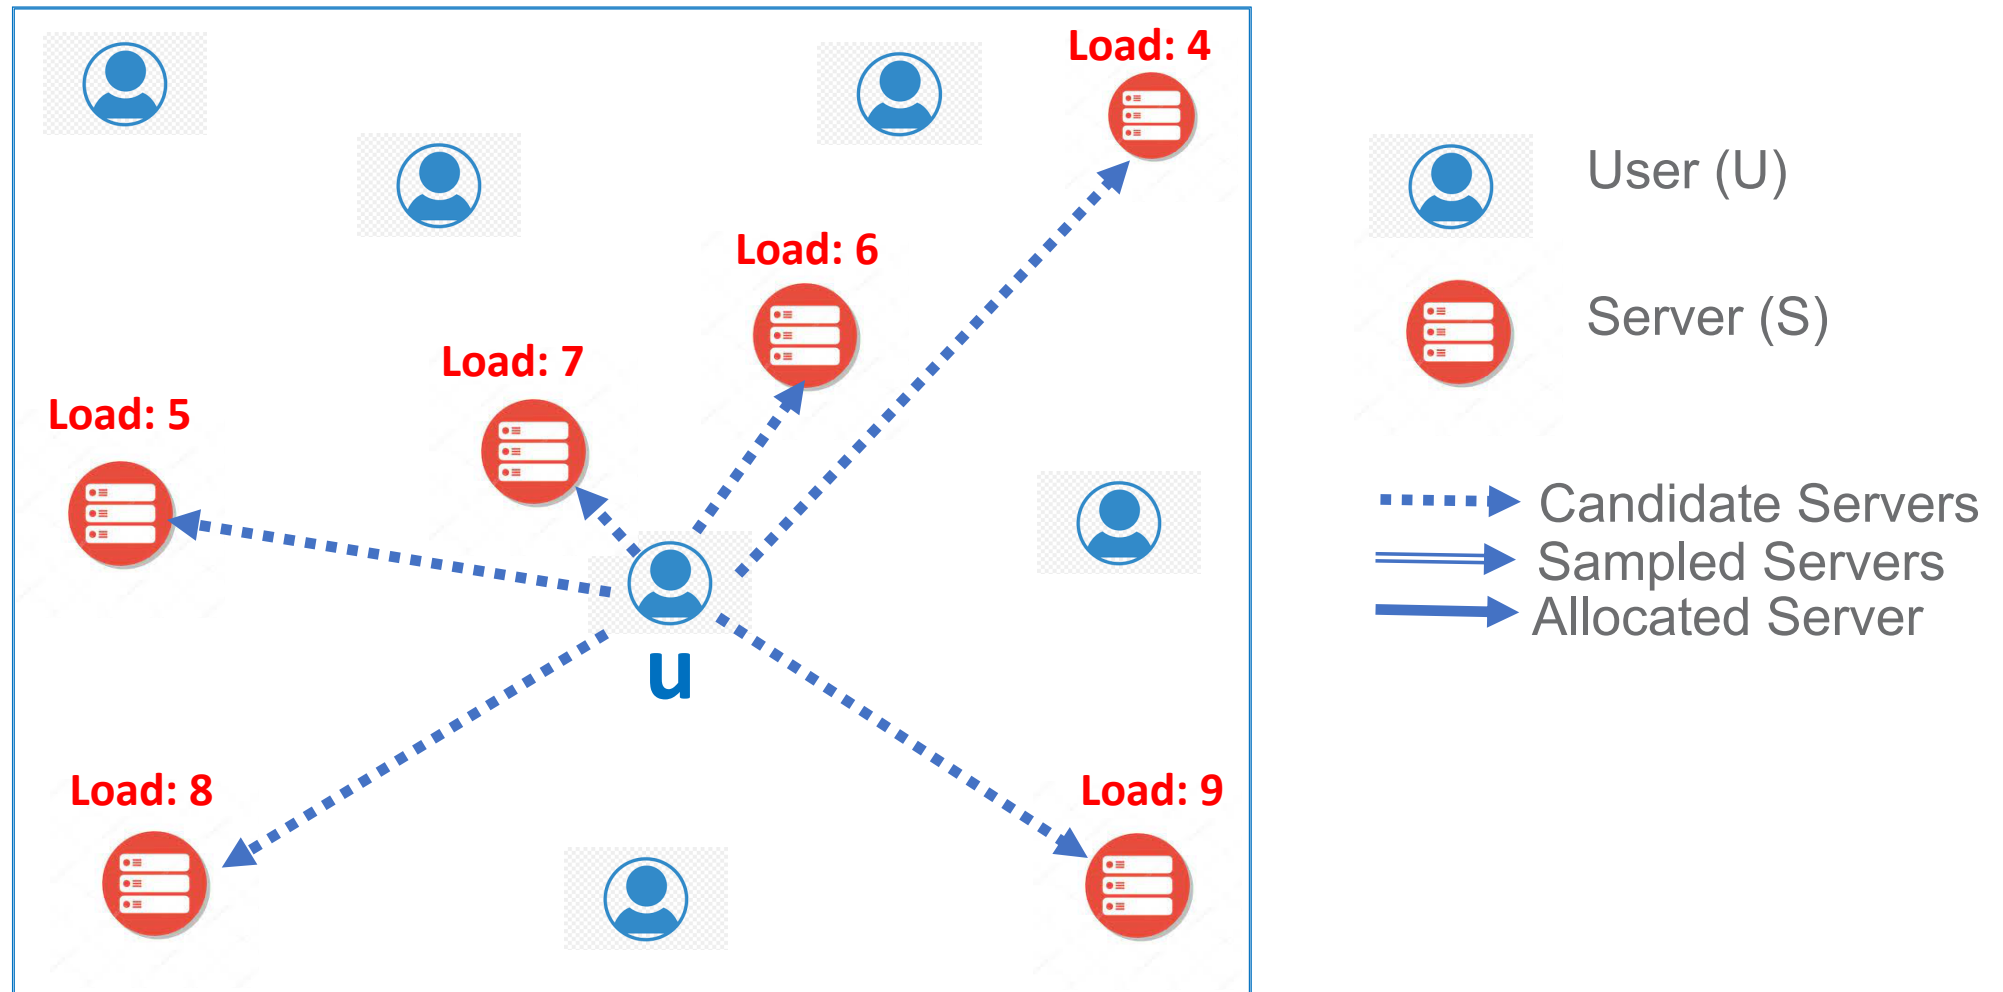 Load: 4
Load: 6
Load: 7
Load: 5
u
Load: 8
Load: 9
User (U)
Server (S)
Candidate Servers
Sampled Servers
Allocated Server